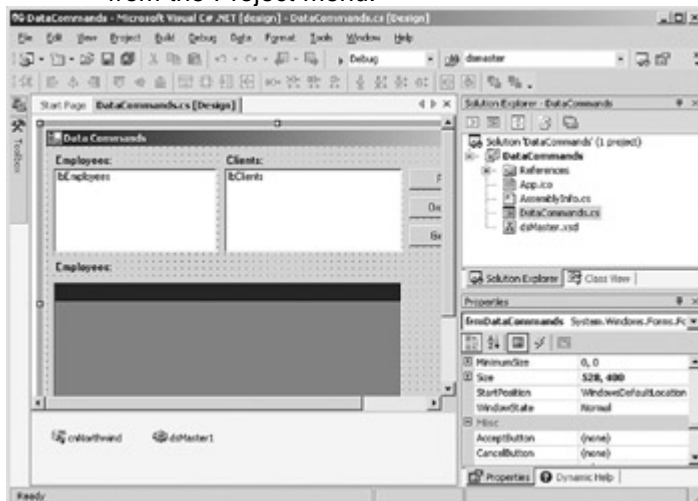 from the Project menu.
DataCommands - Microsoft Visual C# .NET [design] - DataCommands.cs [Design]
File Edit View Project Build Debug Data Format Tools Window Help
Debug dsmaster
Start Page DataCommands.cs [Design]
Toolbox
Data Commands
Employees: Clients:
lbEmployees lbClients
Employees:
cnNorthwind dsMaster1
Solution Explorer - DataCommands
Solution 'DataCommands' (1 project)
DataCommands
References
App.ico
AssemblyInfo.cs
DataCommands.cs
dsMaster.xsd
Solution Explorer Class View
Properties
frmDataCommands System.Windows.Forms.Fc
MinimumSize 0, 0
Size 528, 400
StartPosition WindowsDefaultLocation
WindowState Normal
Misc
AcceptButton (none)
CancelButton (none)
Properties Dynamic Help
Ready